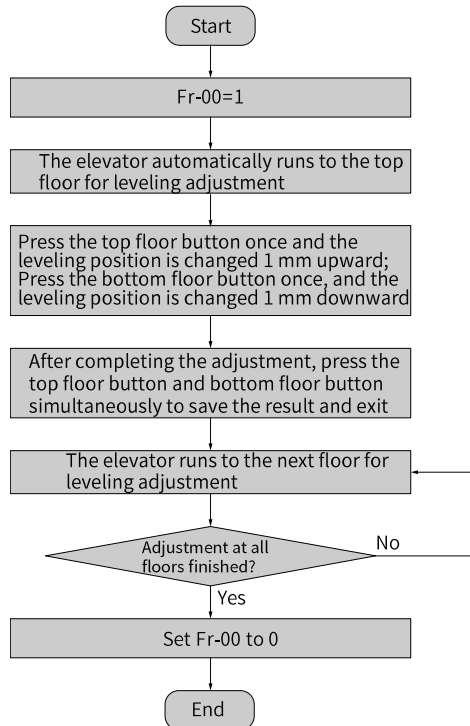 Start
Fr-00=1
The elevator automatically runs to the top
floor for leveling adjustment
Press the top floor button once and the
leveling position is changed 1 mm upward;
Press the bottom floor button once, and the
leveling position is changed 1 mm downward
After completing the adjustment, press the
top floor button and bottom floor button
simultaneously to save the result and exit
The elevator runs to the next floor for
leveling adjustment
Adjustment at all
floors finished?
No
Yes
Set Fr-00 to 0
End